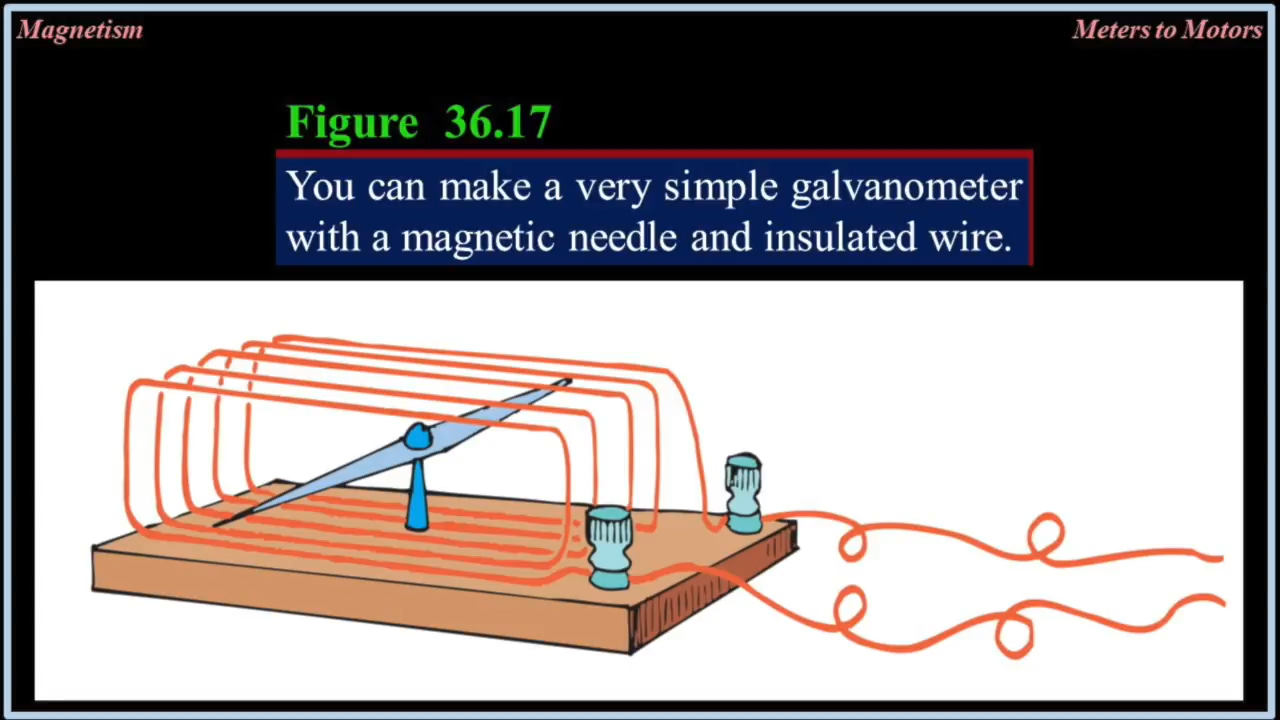 Magnetism
Meters to Motors
Figure 36.17
You can make a very simple galvanometer
with a magnetic needle and insulated wire.